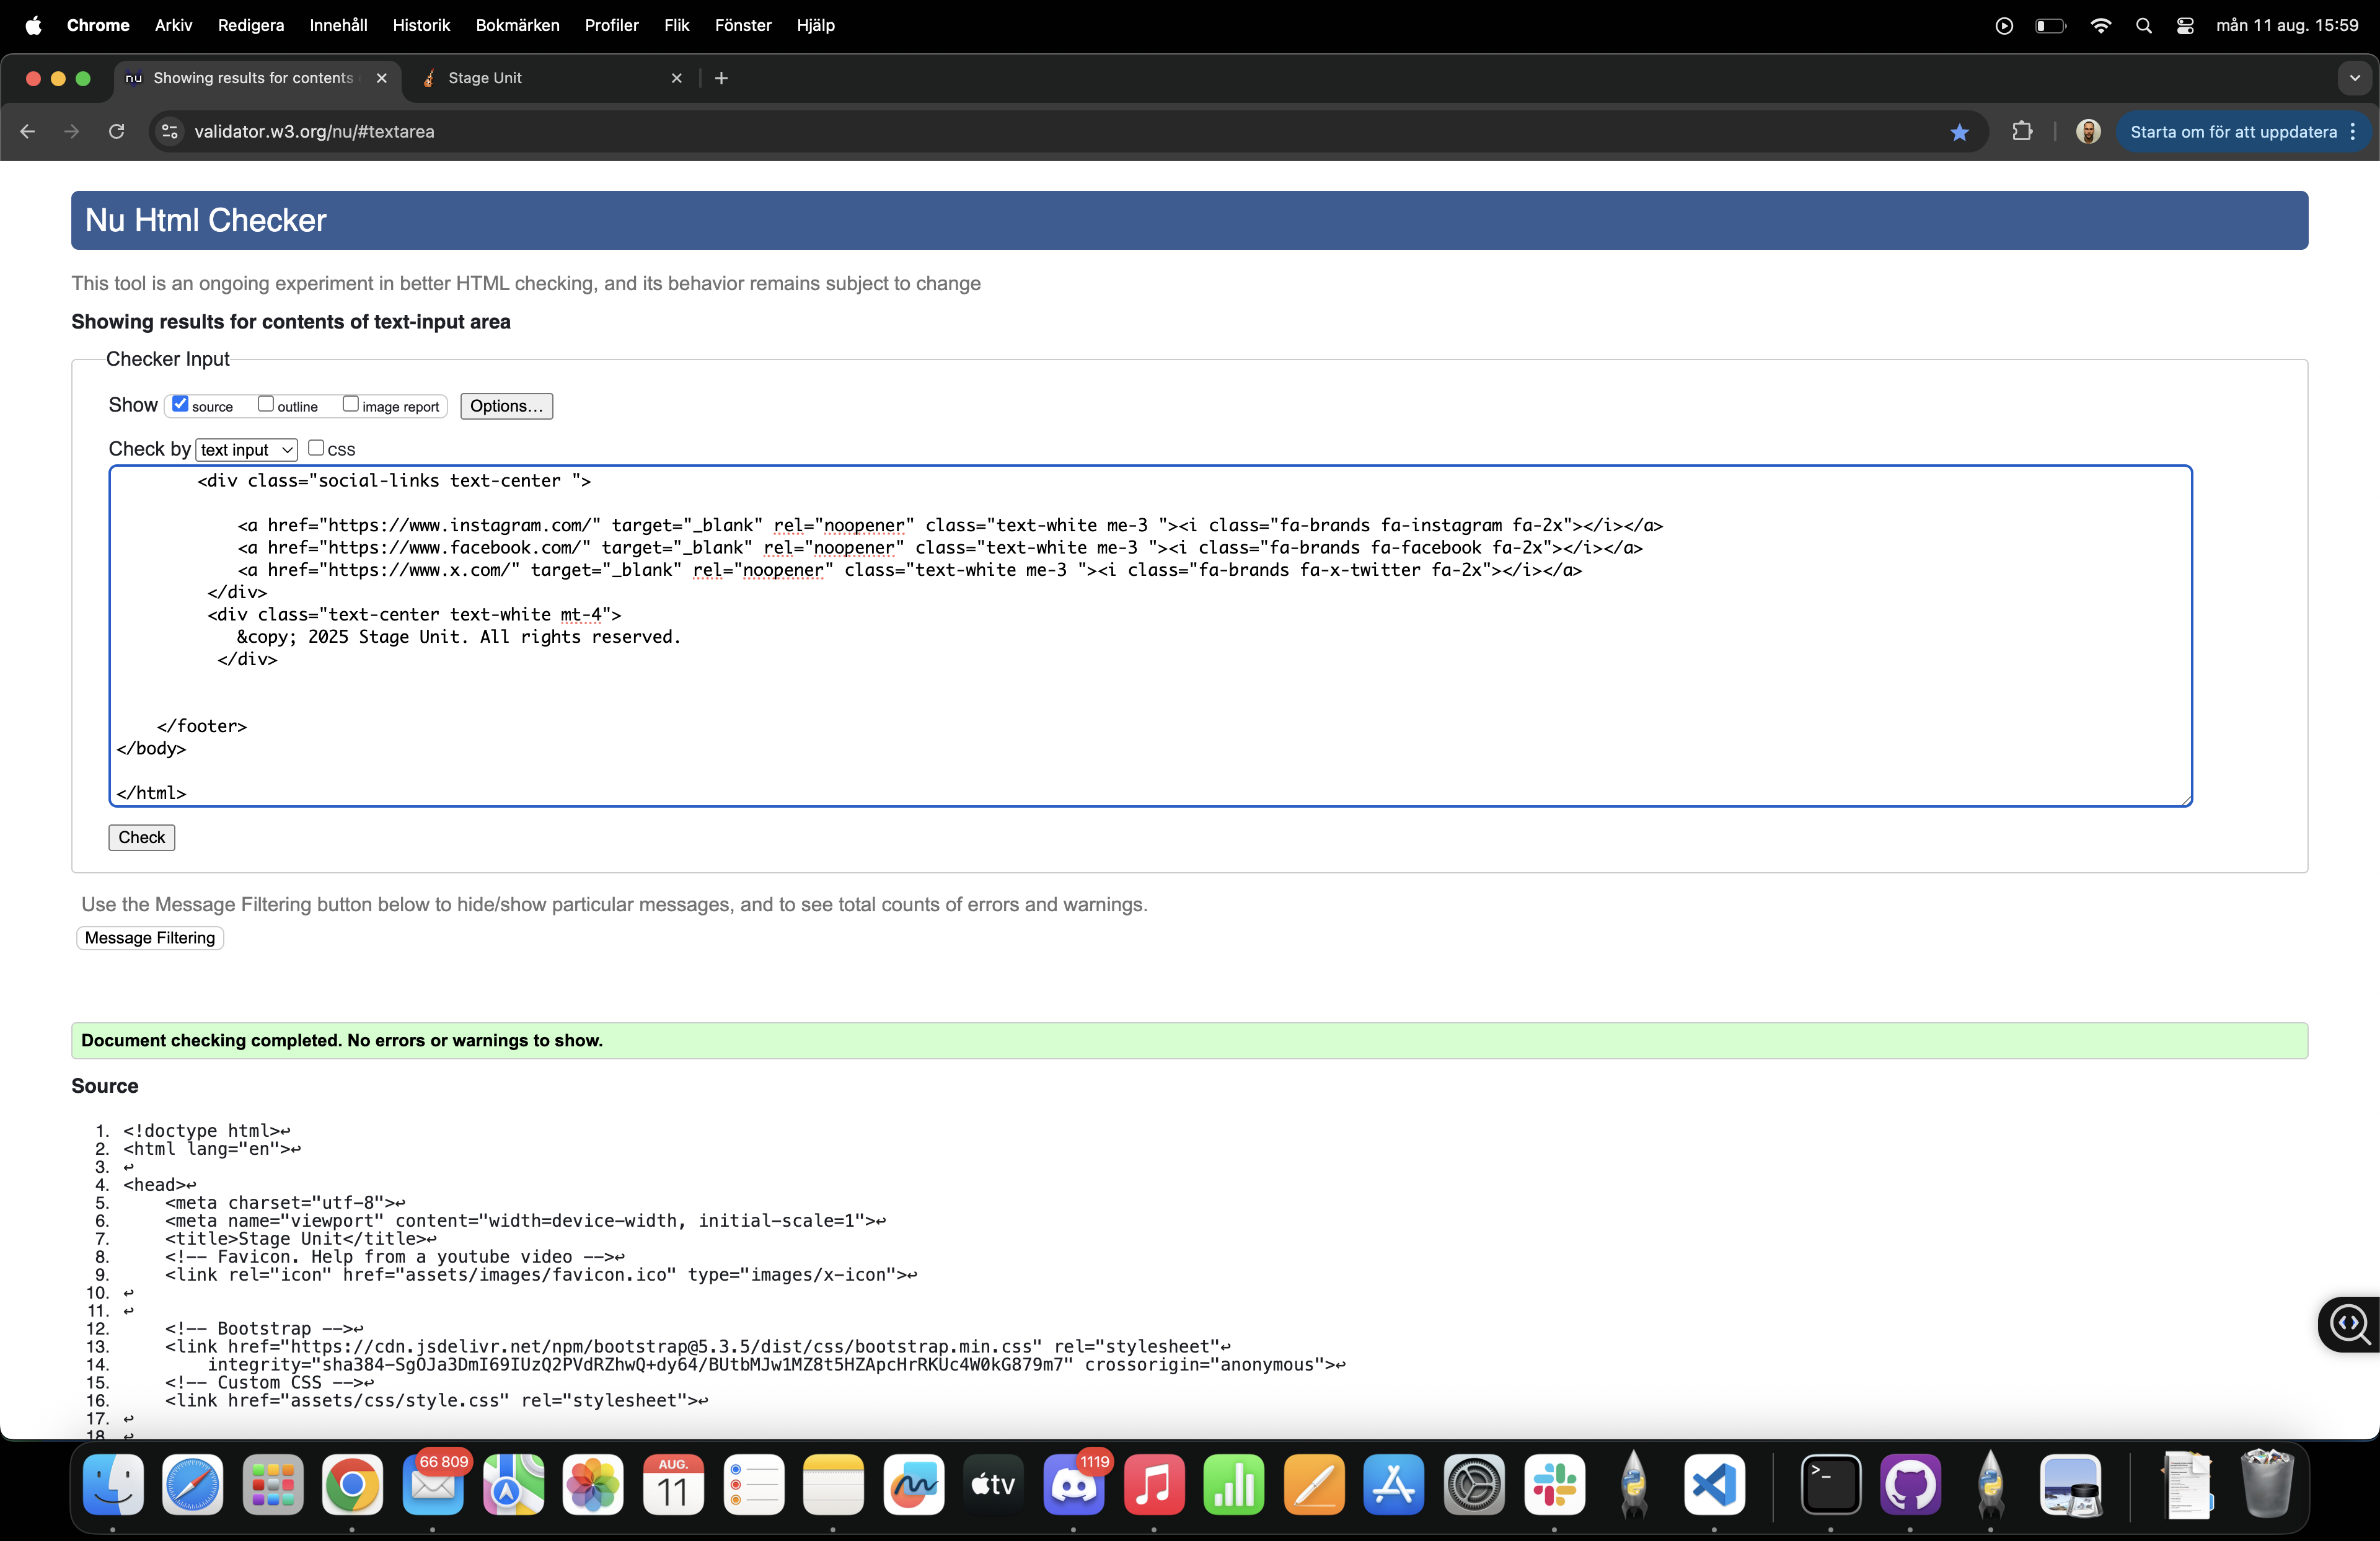 Chrome Arkiv Redigera Innehåll Historik Bokmärken Profiler Flik Fönster Hjälp mån 11 aug. 15:59
nu Showing results for contents Stage Unit
validator.w3.org/nu/#textarea Starta om för att uppdatera
Nu Html Checker
This tool is an ongoing experiment in better HTML checking, and its behavior remains subject to change
Showing results for contents of text-input area
Checker Input
Show source outline image report Options...
Check by text input CSS
<div class="social-links text-center ">
<a href="https://www.instagram.com/" target="_blank" rel="noopener" class="text-white me-3 "><i class="fa-brands fa-instagram fa-2x"></i></a>
<a href="https://www.facebook.com/" target="_blank" rel="noopener" class="text-white me-3 "><i class="fa-brands fa-facebook fa-2x"></i></a>
<a href="https://www.x.com/" target="_blank" rel="noopener" class="text-white me-3 "><i class="fa-brands fa-x-twitter fa-2x"></i></a>
</div>
<div class="text-center text-white mt-4">
&copy; 2025 Stage Unit. All rights reserved.
</div>
</footer>
</body>
</html>
Check
Use the Message Filtering button below to hide/show particular messages, and to see total counts of errors and warnings.
Message Filtering
Document checking completed. No errors or warnings to show.
Source
1. <!doctype html>↩
2. <html lang="en">↩
3. ↩
4. <head>↩
5. <meta charset="utf-8">↩
6. <meta name="viewport" content="width=device-width, initial-scale=1">↩
7. <title>Stage Unit</title>↩
8. <!-- Favicon. Help from a youtube video -->↩
9. <link rel="icon" href="assets/images/favicon.ico" type="images/x-icon">↩
10. ↩
11. ↩
12. <!-- Bootstrap -->↩
13. <link href="https://cdn.jsdelivr.net/npm/bootstrap@5.3.5/dist/css/bootstrap.min.css" rel="stylesheet"↩
14. integrity="sha384-SgOJa3DmI69IUzQ2PVdRZhwQ+dy64/BUtbMJw1MZ8t5HZApcHrRKUc4W0kG879m7" crossorigin="anonymous">↩
15. <!-- Custom CSS -->↩
16. <link href="assets/css/style.css" rel="stylesheet">↩
17. ↩
18. ↩
66 809 AUG. 11 tv 1119